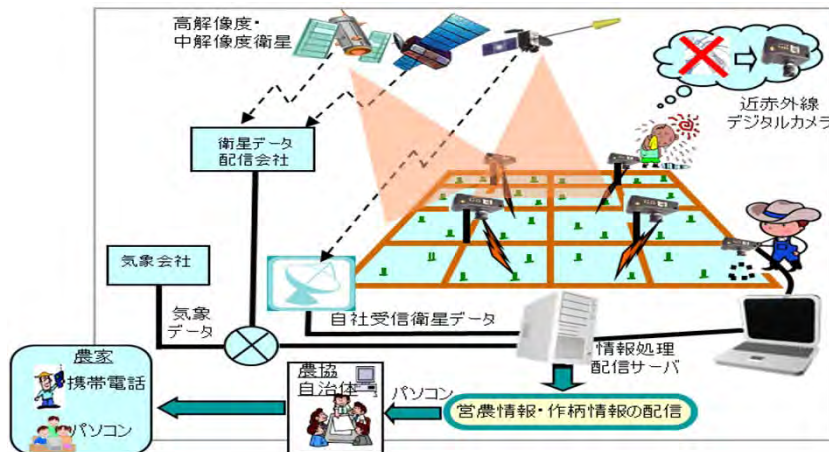 高解像度・
中解像度衛星
近赤外線
デジタルカメラ
衛星データ
配信会社
気象会社
気象
データ
自社受信衛星データ
情報処理
配信サーバ
農家
携帯電話
パソコン
農協
自治体
パソコン
営農情報・作柄情報の配信